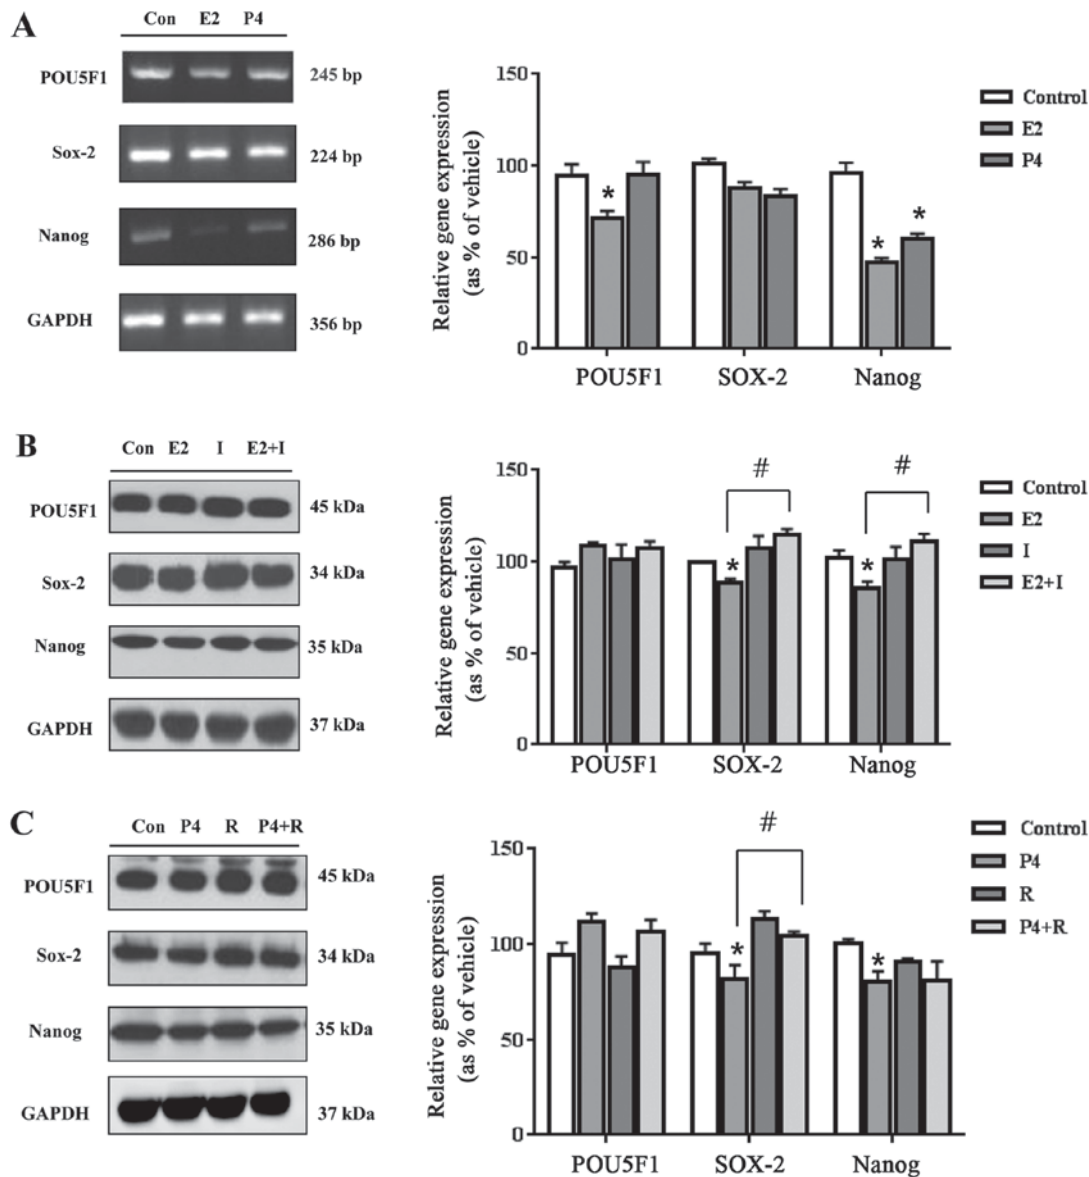 A
Con E2 P4
POU5F1 245 bp
Sox-2 224 bp
Nanog 286 bp
GAPDH 356 bp
Relative gene expression
(as % of vehicle)
150
100
50
0
*
*
*
POU5F1 SOX-2 Nanog
Control
E2
P4
B
Con E2 I E2+I
POU5F1 45 kDa
Sox-2 34 kDa
Nanog 35 kDa
GAPDH 37 kDa
Relative gene expression
(as % of vehicle)
150
100
50
0
# #
* *
POU5F1 SOX-2 Nanog
Control
E2
I
E2+I
C
Con P4 R P4+R
POU5F1 45 kDa
Sox-2 34 kDa
Nanog 35 kDa
GAPDH 37 kDa
Relative gene expression
(as % of vehicle)
150
100
50
0
#
* *
POU5F1 SOX-2 Nanog
Control
P4
R
P4+R